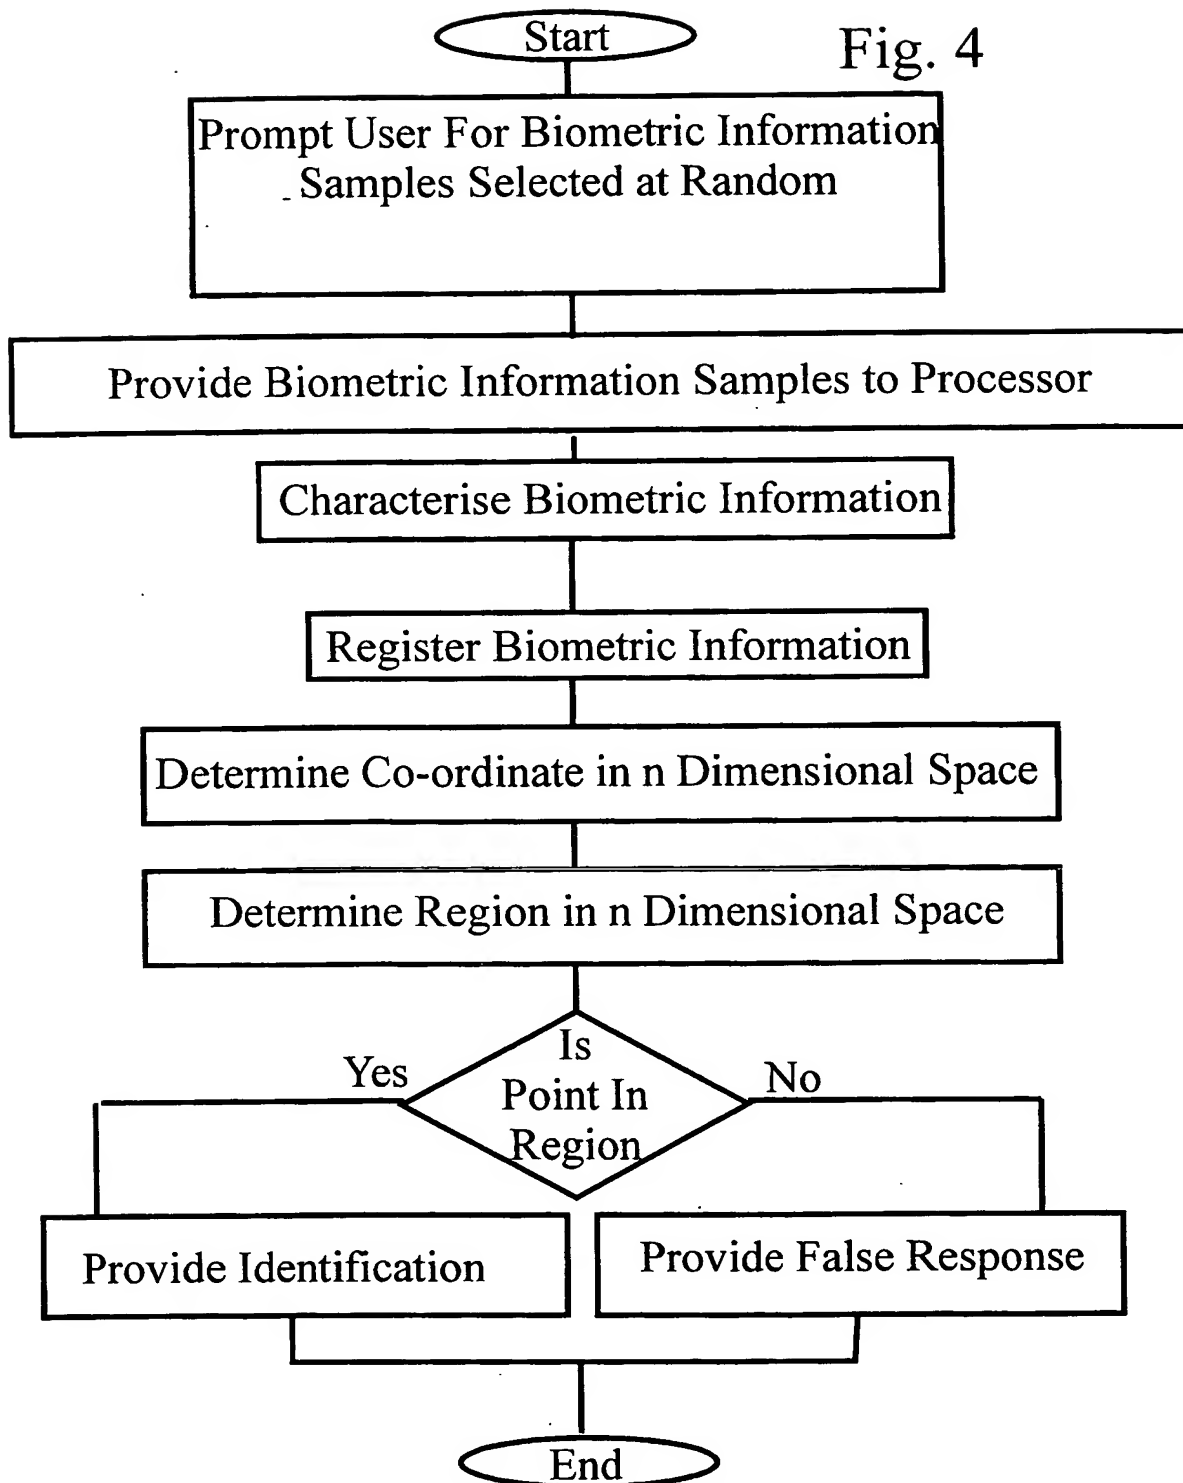 Start
Fig. 4
Prompt User For Biometric Information
Samples Selected at Random
Provide Biometric Information Samples to Processor
Characterise Biometric Information
Register Biometric Information
Determine Co-ordinate in n Dimensional Space
Determine Region in n Dimensional Space
Is
Yes
No
Point In
Region
Provide Identification
Provide False Response
End